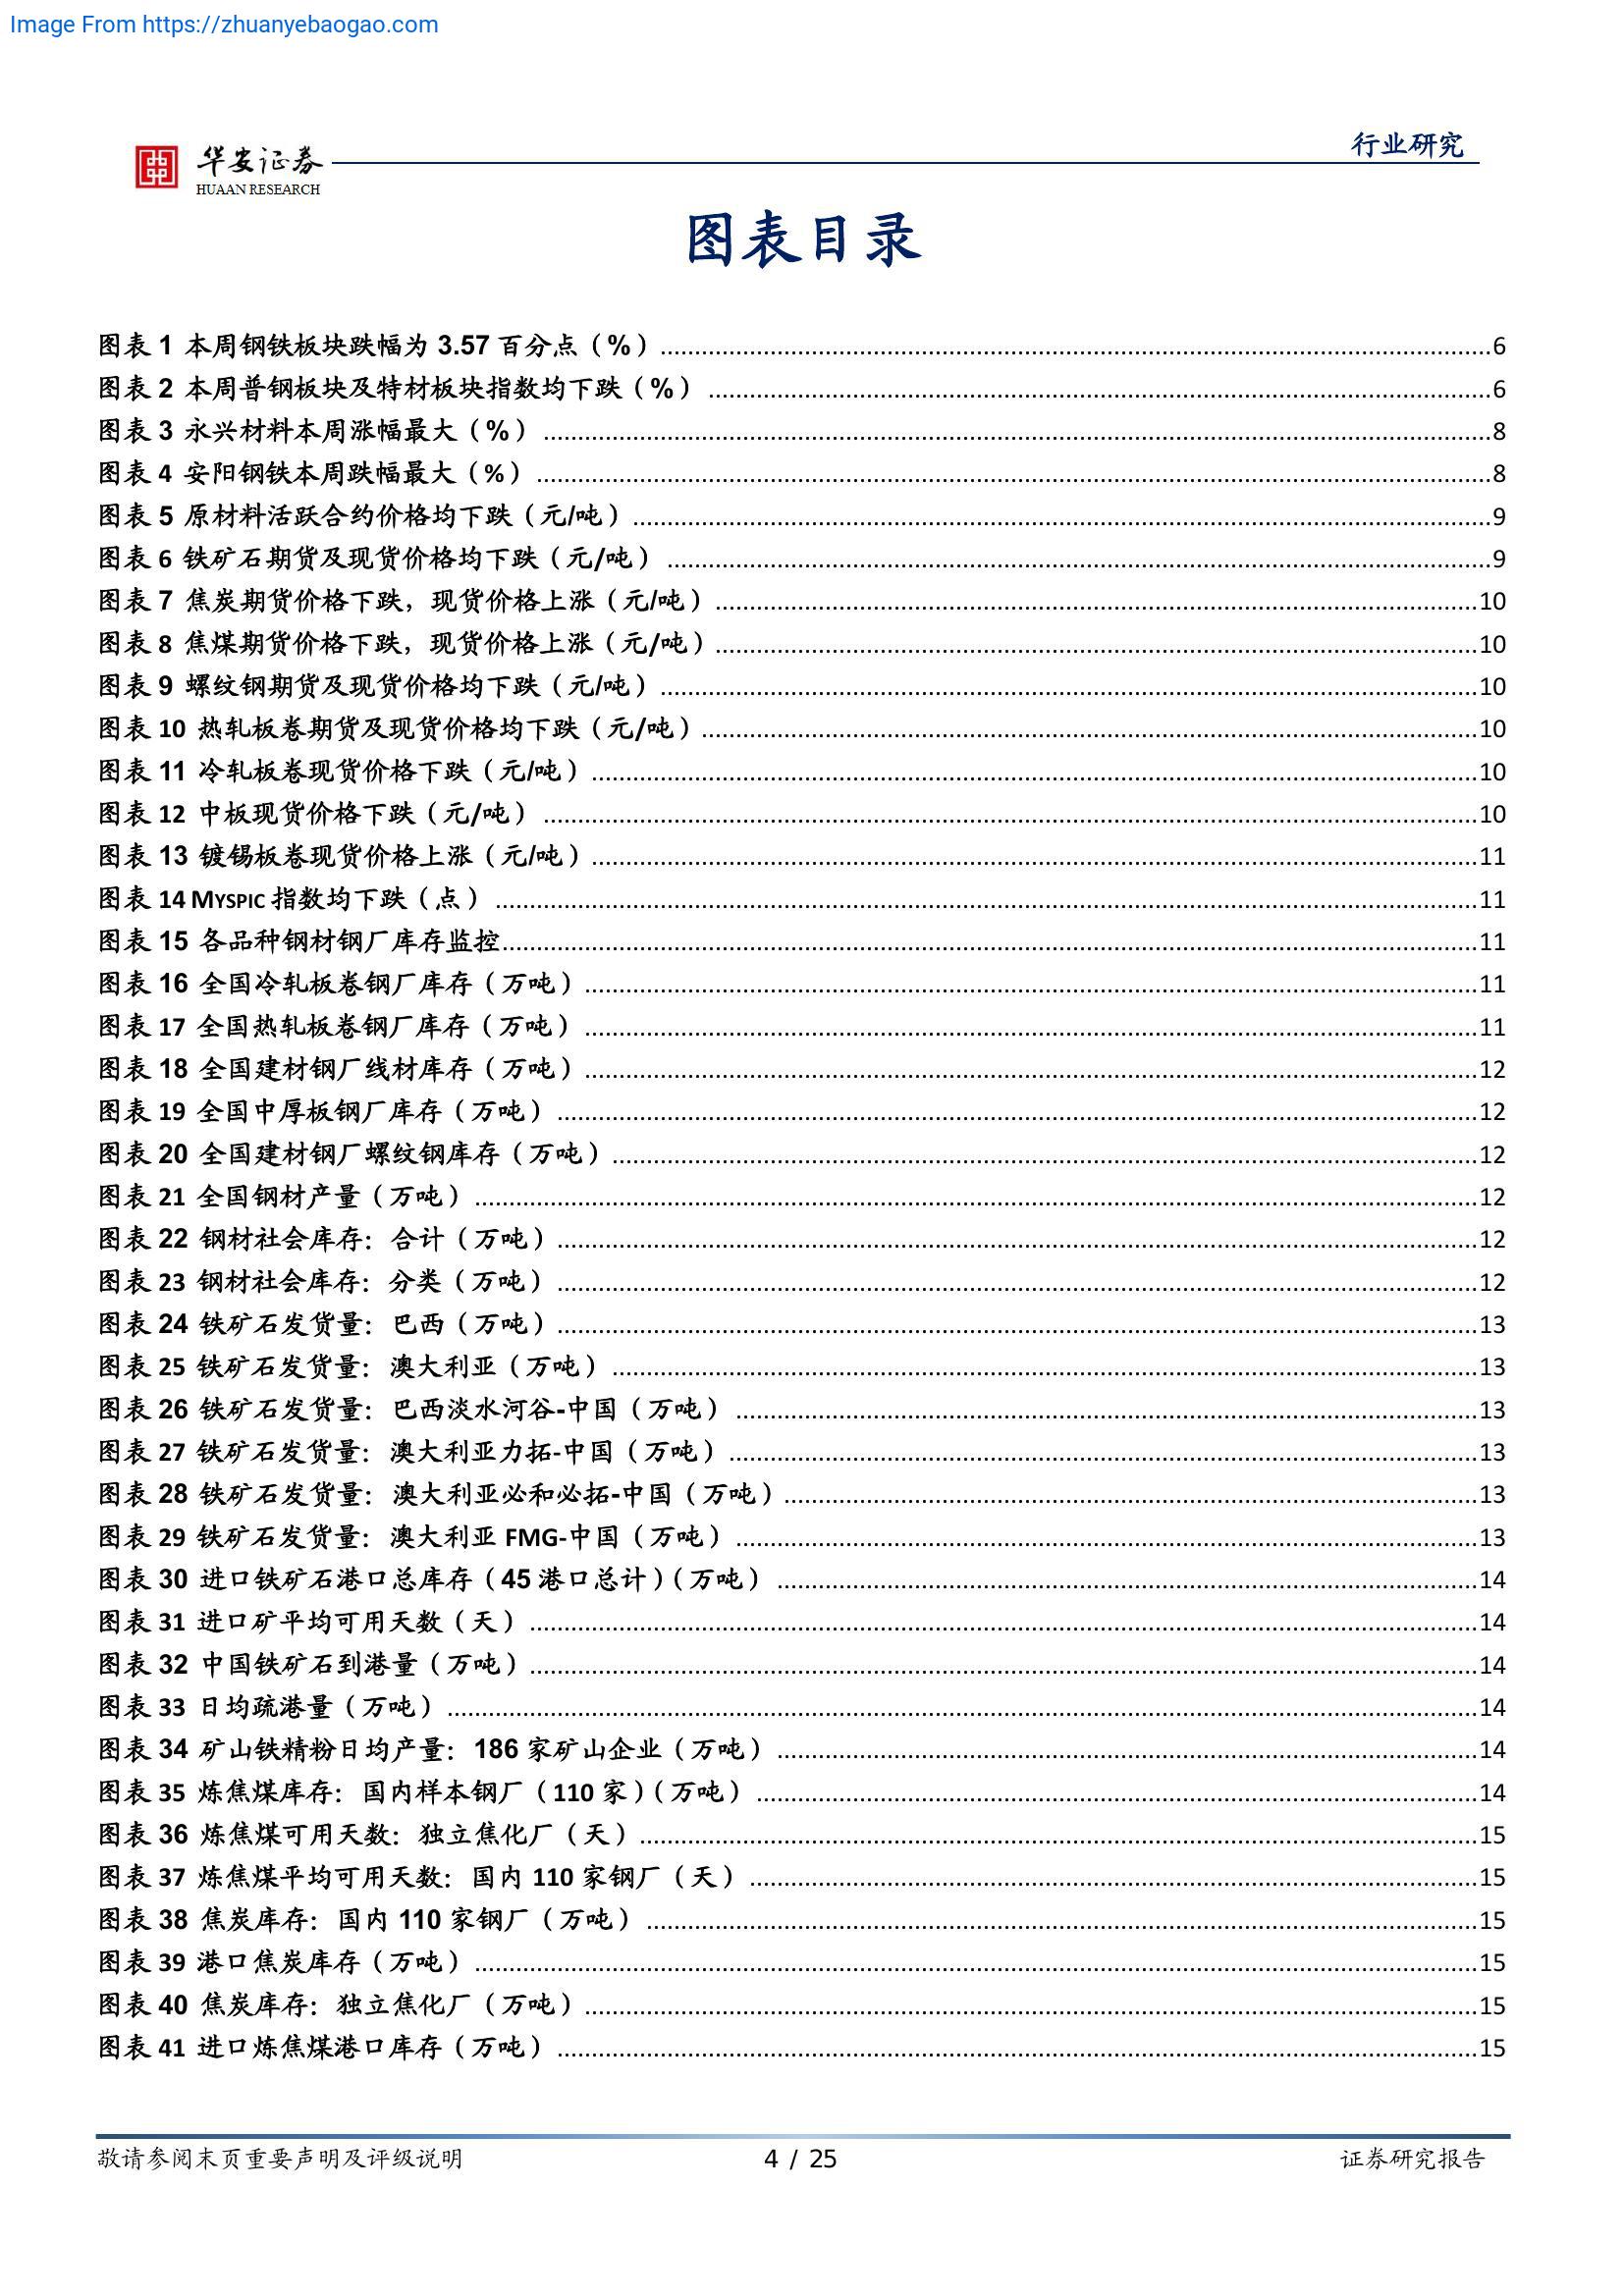 Image From https://zhuanyebaogao.com
行业研究
华安证券
HUAAN RESEARCH
图表目录
图表 1 本周钢铁板块跌幅为 3.57 百分点（%）6
图表 2 本周普钢板块及特材板块指数均下跌（%）6
图表 3 永兴材料本周涨幅最大（%）8
图表 4 安阳钢铁本周跌幅最大（%）8
图表 5 原材料活跃合约价格均下跌（元/吨）9
图表 6 铁矿石期货及现货价格均下跌（元/吨）9
图表 7 焦炭期货价格下跌，现货价格上涨（元/吨）10
图表 8 焦煤期货价格下跌，现货价格上涨（元/吨）10
图表 9 螺纹钢期货及现货价格均下跌（元/吨）10
图表 10 热轧板卷期货及现货价格均下跌（元/吨）10
图表 11 冷轧板卷现货价格下跌（元/吨）10
图表 12 中板现货价格下跌（元/吨）10
图表 13 镀锡板卷现货价格上涨（元/吨）11
图表 14 MYSPIC 指数均下跌（点）11
图表 15 各品种钢材钢厂库存监控11
图表 16 全国冷轧板卷钢厂库存（万吨）11
图表 17 全国热轧板卷钢厂库存（万吨）11
图表 18 全国建材钢厂线材库存（万吨）12
图表 19 全国中厚板钢厂库存（万吨）12
图表 20 全国建材钢厂螺纹钢库存（万吨）12
图表 21 全国钢材产量（万吨）12
图表 22 钢材社会库存：合计（万吨）12
图表 23 钢材社会库存：分类（万吨）12
图表 24 铁矿石发货量：巴西（万吨）13
图表 25 铁矿石发货量：澳大利亚（万吨）13
图表 26 铁矿石发货量：巴西淡水河谷-中国（万吨）13
图表 27 铁矿石发货量：澳大利亚力拓-中国（万吨）13
图表 28 铁矿石发货量：澳大利亚必和必拓-中国（万吨）13
图表 29 铁矿石发货量：澳大利亚 FMG-中国（万吨）13
图表 30 进口铁矿石港口总库存（45 港口总计）（万吨）14
图表 31 进口矿平均可用天数（天）14
图表 32 中国铁矿石到港量（万吨）14
图表 33 日均疏港量（万吨）14
图表 34 矿山铁精粉日均产量：186 家矿山企业（万吨）14
图表 35 炼焦煤库存：国内样本钢厂（110 家）（万吨）14
图表 36 炼焦煤可用天数：独立焦化厂（天）15
图表 37 炼焦煤平均可用天数：国内 110 家钢厂（天）15
图表 38 焦炭库存：国内 110 家钢厂（万吨）15
图表 39 港口焦炭库存（万吨）15
图表 40 焦炭库存：独立焦化厂（万吨）15
图表 41 进口炼焦煤港口库存（万吨）15
敬请参阅末页重要声明及评级说明 4 / 25 证券研究报告